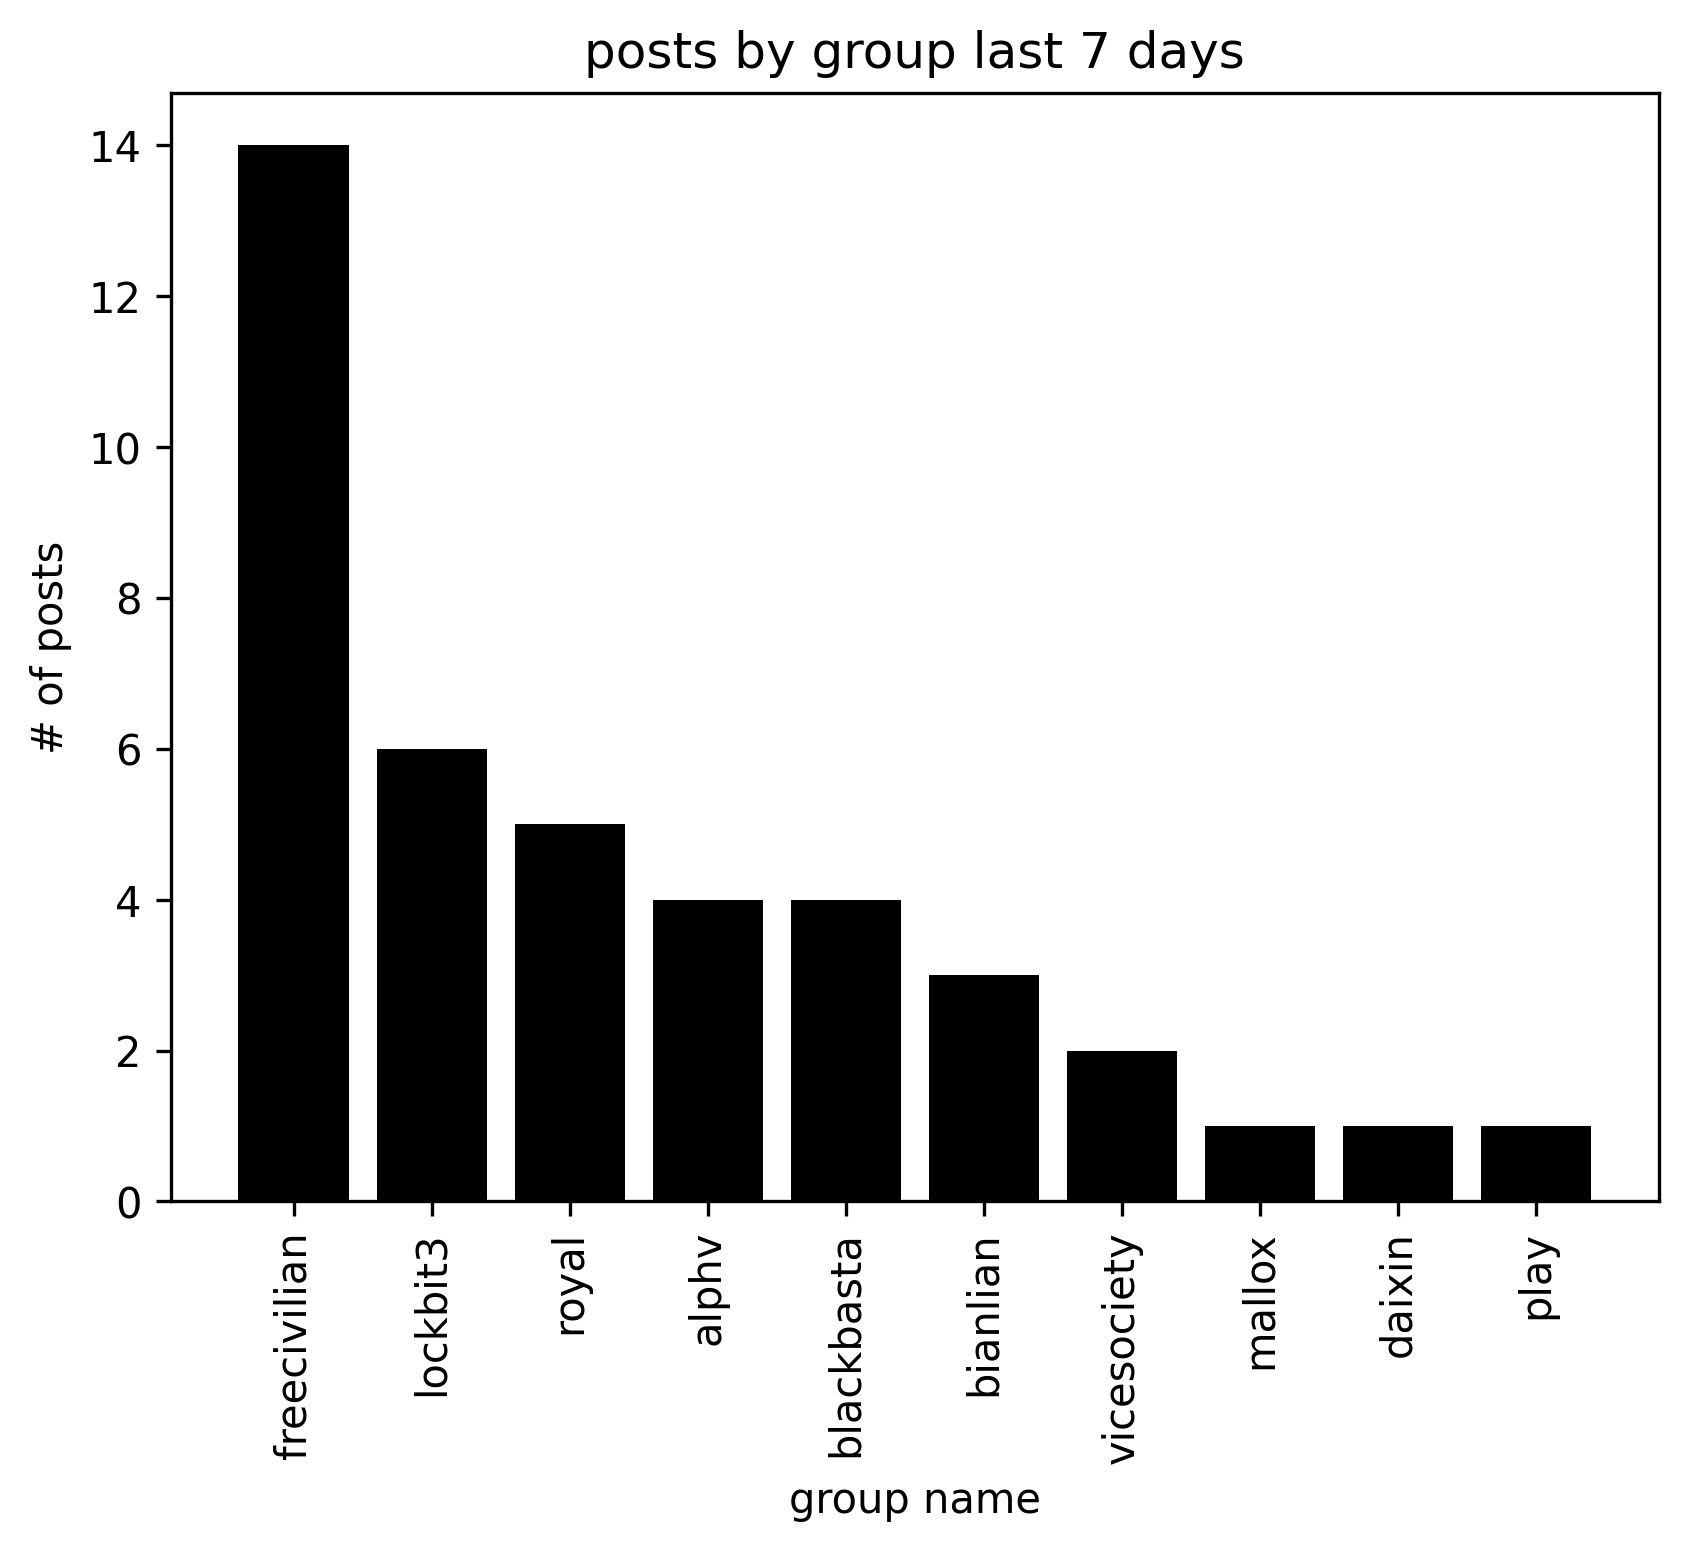 posts by group last 7 days
14
12
10
8
6
4
2
0
# of posts
freecivilian
lockbit3
royal
alphv
blackbasta
bianlian
vicesociety
mallox
daixin
play
group name